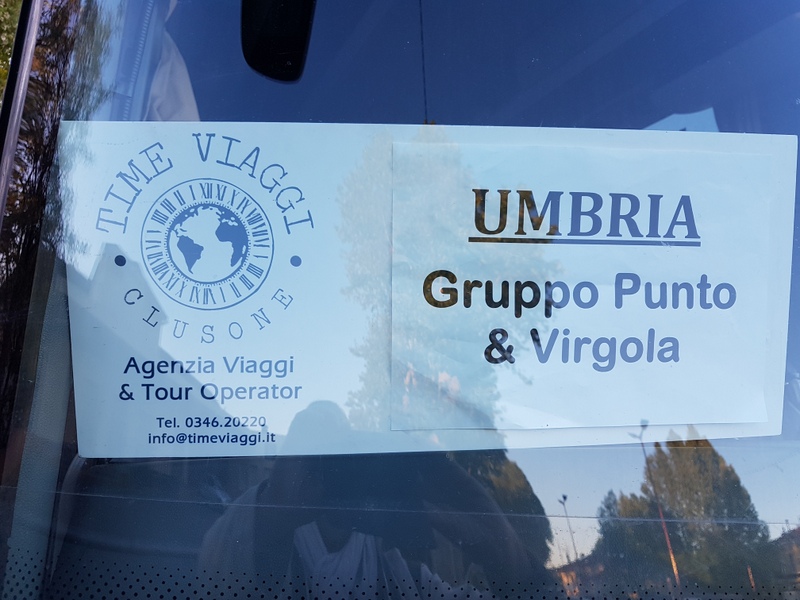 TIME VIAGGI
CLUSONE
Agenzia Viaggi
& Tour Operator
Tel. 0346.20220
info@timeviaggi.it
UMBRIA
Gruppo Punto
& Virgola